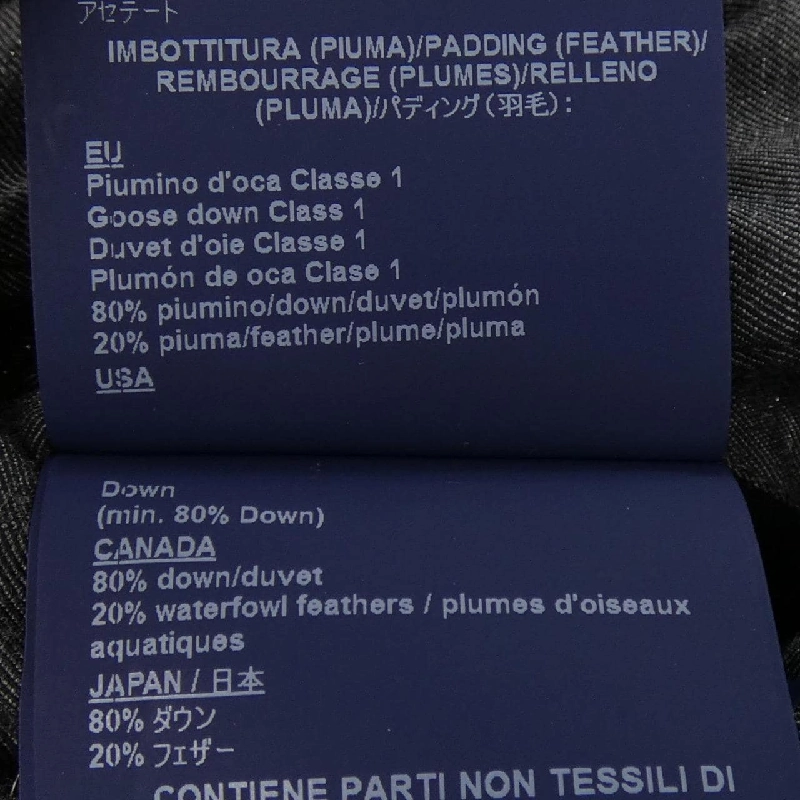 アセテート
IMBOTTITURA (PIUMA)/PADDING (FEATHER)/
REMBOURRAGE (PLUMES)/RELLENO
(PLUMA)/パディング(羽毛):
EU
Piumino d'oca Classe 1
Goose down Class 1
Duvet d'oie Classe 1
Plumón de oca Clase 1
80% piumino/down/duvet/plumón
20% piuma/feather/plume/pluma
USA
Down
(min. 80% Down)
CANADA
80% down/duvet
20% waterfowl feathers / plumes d'oiseaux
aquatiques
JAPAN / 日本
80% ダウン
20% フェザー
CONTIENE PARTI NON TESSILI DI